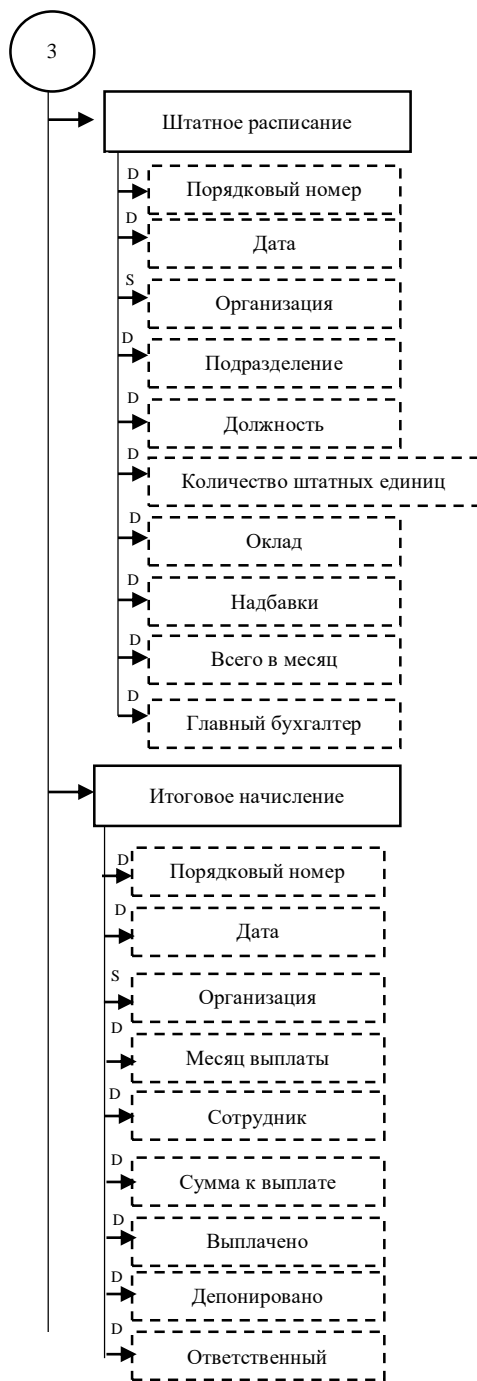 3
Штатное расписание
D
Порядковый номер
D
Дата
S
Организация
D
Подразделение
D
Должность
D
Количество штатных единиц
D
Оклад
D
Надбавки
D
Всего в месяц
D
Главный бухгалтер
Итоговое начисление
D
Порядковый номер
D
Дата
S
Организация
D
Месяц выплаты
D
Сотрудник
D
Сумма к выплате
D
Выплачено
D
Депонировано
D
Ответственный